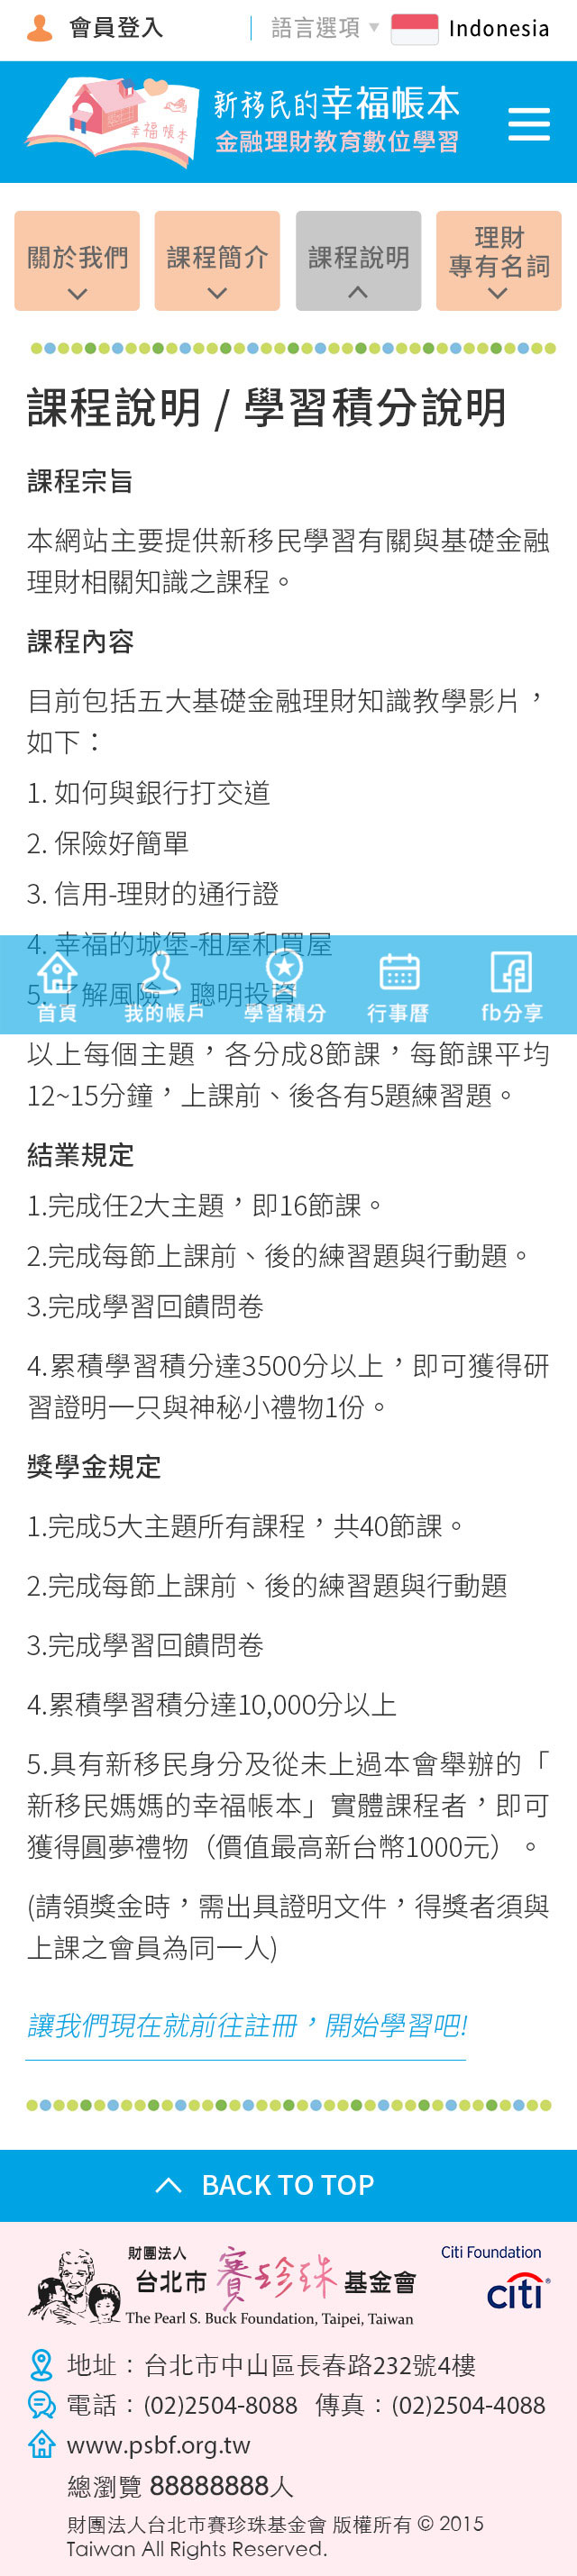 會員登入
語言選項
Indonesia
幸福帳本
新移民的幸福帳本
金融理財教育數位學習
關於我們
課程簡介
課程說明
理財
專有名詞
課程說明 / 學習積分說明
課程宗旨
本網站主要提供新移民學習有關與基礎金融
理財相關知識之課程。
課程內容
目前包括五大基礎金融理財知識教學影片，
如下：
1. 如何與銀行打交道
2. 保險好簡單
3. 信用-理財的通行證
4. 幸福的城堡-租屋和買屋
5. 了解風險，聰明投資
首頁
我的帳戶
學習積分
行事曆
fb分享
以上每個主題，各分成8節課，每節課平均
12~15分鐘，上課前、後各有5題練習題。
結業規定
1.完成任2大主題，即16節課。
2.完成每節上課前、後的練習題與行動題。
3.完成學習回饋問卷
4.累積學習積分達3500分以上，即可獲得研
習證明一只與神秘小禮物1份。
獎學金規定
1.完成5大主題所有課程，共40節課。
2.完成每節上課前、後的練習題與行動題
3.完成學習回饋問卷
4.累積學習積分達10,000分以上
5.具有新移民身分及從未上過本會舉辦的「
新移民媽媽的幸福帳本」實體課程者，即可
獲得圓夢禮物（價值最高新台幣1000元）。
(請領獎金時，需出具證明文件，得獎者須與
上課之會員為同一人)
讓我們現在就前往註冊，開始學習吧!
BACK TO TOP
財團法人
台北市賽珍珠基金會
The Pearl S. Buck Foundation, Taipei, Taiwan
Citi Foundation
citi
地址：台北市中山區長春路232號4樓
電話：(02)2504-8088 傳真：(02)2504-4088
www.psbf.org.tw
總瀏覽 88888888人
財團法人台北市賽珍珠基金會 版權所有 © 2015
Taiwan All Rights Reserved.